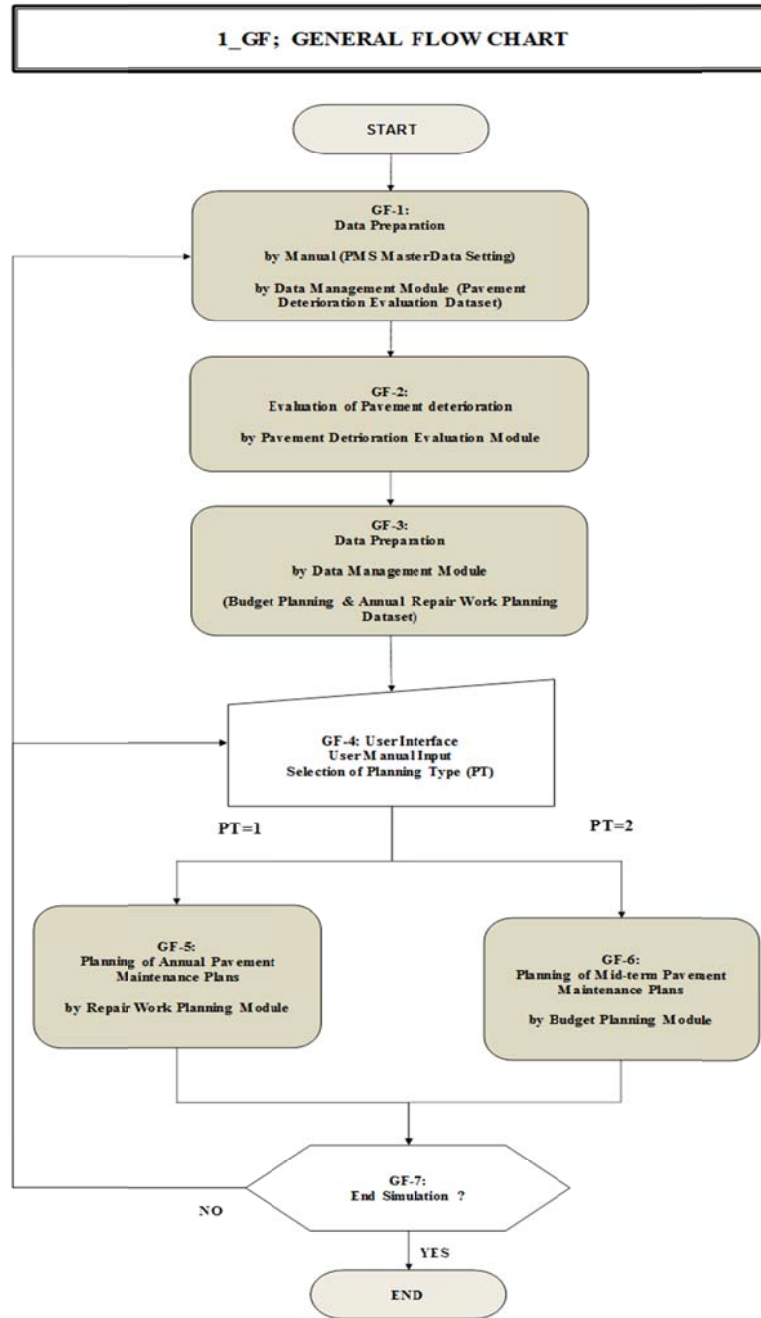 1_GF; GENERAL FLOW CHART
START
GF-1:
Data Preparation
by Manual (PMS MasterData Setting)
by Data Management Module (Pavement
Deterioration Evaluation Dataset)
GF-2:
Evaluation of Pavement deterioration
by Pavement Detrioration Evaluation Module
GF-3:
Data Preparation
by Data Management Module
(Budget Planning & Annual Repair Work Planning
Dataset)
GF-4: User Interface
User Manual Input
Selection of Planning Type (PT)
PT=1
PT=2
GF-5:
Planning of Annual Pavement
Maintenance Plans
by Repair Work Planning Module
GF-6:
Planning of Mid-term Pavement
Maintenance Plans
by Budget Planning Module
GF-7:
End Simulation ?
NO
YES
END